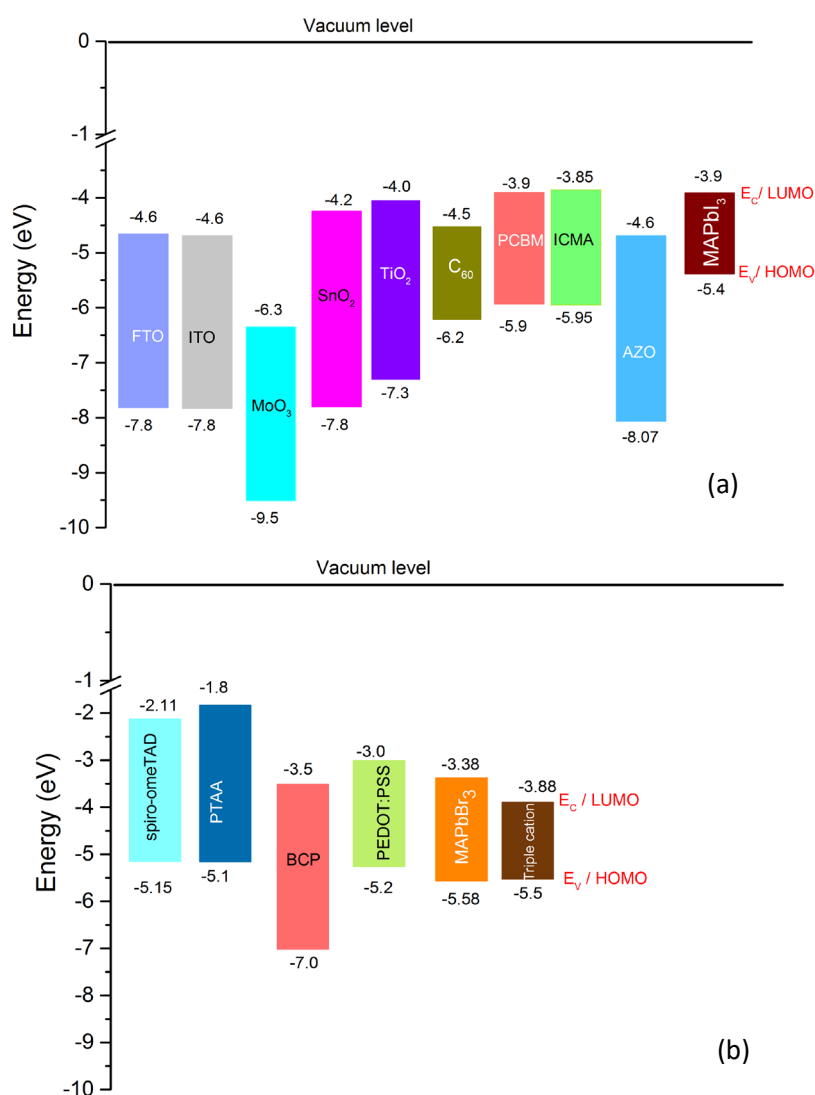 Vacuum level
0
-1
-4
-5
-6
-7
-8
-9
-10
Energy (eV)
-4.6
FTO
-7.8
-4.6
ITO
-7.8
-6.3
MoO₃
-9.5
-4.2
SnO₂
-7.8
-4.0
TiO₂
-7.3
-4.5
C₆₀
-6.2
-3.9
PCBM
-5.9
-3.85
ICMA
-5.95
-4.6
AZO
-8.07
-3.9
MAPbI₃
-5.4
E_C/ LUMO
E_V/ HOMO
(a)
Vacuum level
0
-1
-2
-3
-4
-5
-6
-7
-8
-9
-10
Energy (eV)
-2.11
spiro-omeTAD
-5.15
-1.8
PTAA
-5.1
-3.5
BCP
-7.0
-3.0
PEDOT:PSS
-5.2
-3.38
MAPbBr₃
-5.58
-3.88
Triple cation
-5.5
E_C / LUMO
E_V / HOMO
(b)